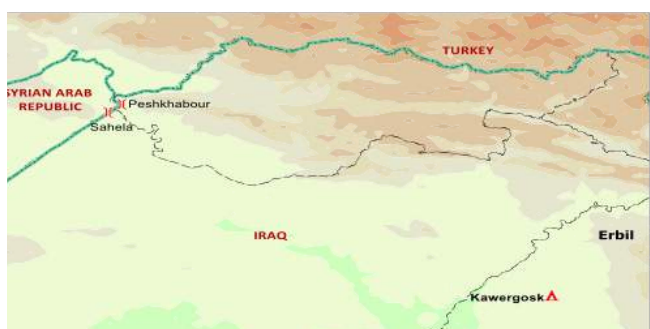 TURKEY
SYRIAN ARAB
REPUBLIC
Peshkhabour
Sahela
IRAQ
Erbil
Kawergosk